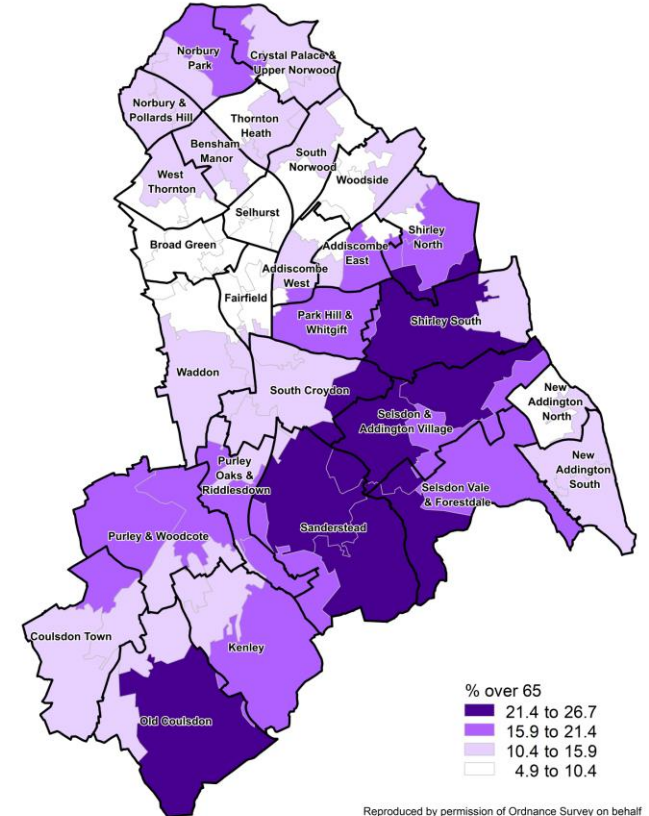 Norbury
Park
Crystal Palace &
Upper Norwood
Norbury &
Pollards Hill
Thornton
Heath
Bensham
Manor
South
Norwood
West
Thornton
Woodside
Selhurst
Shirley
North
Broad Green
Addiscombe
East
Addiscombe
West
Fairfield
Park Hill &
Whitgift
Shirley South
Waddon
South Croydon
New
Addington
North
Selsdon &
Addington Village
New
Addington
South
Purley
Oaks &
Riddlesdown
Selsdon Vale
& Forestdale
Sanderstead
Purley & Woodcote
Coulsdon Town
Kenley
Old Coulsdon
% over 65
21.4 to 26.7
15.9 to 21.4
10.4 to 15.9
4.9 to 10.4
Reproduced by permission of Ordnance Survey on behalf